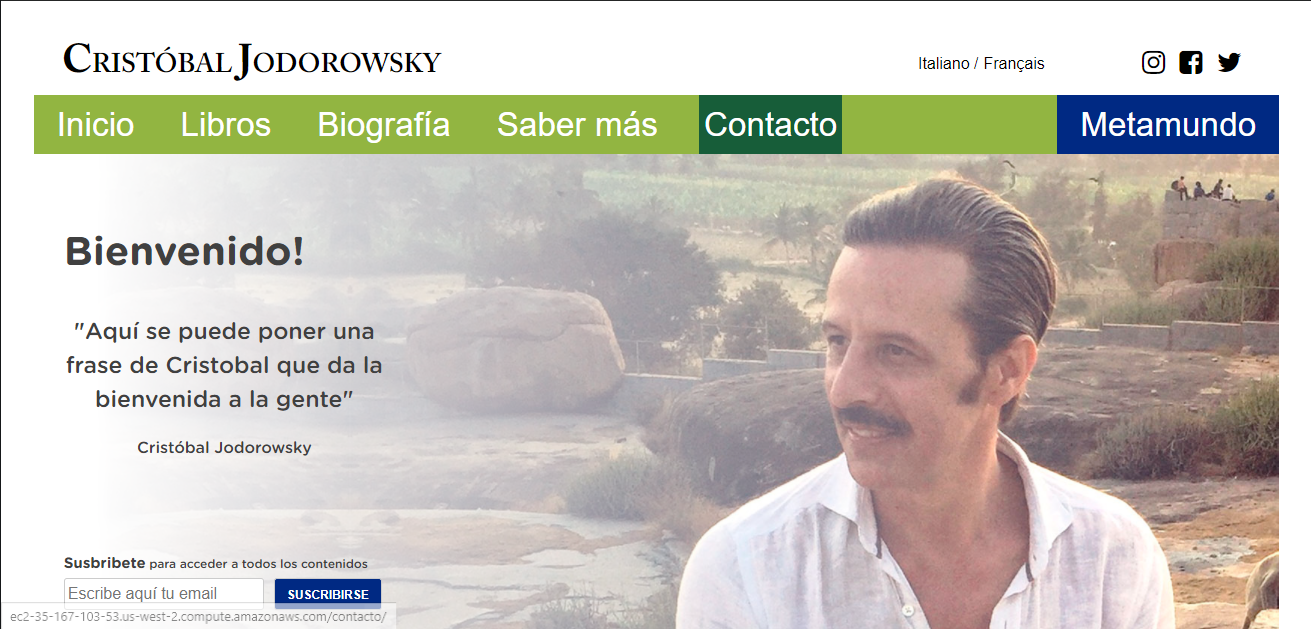 CRISTÓBAL JODOROWSKY
Italiano / Français
Inicio Libros Biografía Saber más Contacto Metamundo
Bienvenido!
"Aquí se puede poner una
frase de Cristobal que da la
bienvenida a la gente"
Cristóbal Jodorowsky
Susbribete para acceder a todos los contenidos
Escribe aquí tu email SUSCRIBIRSE
ec2-35-167-103-53.us-west-2.compute.amazonaws.com/contacto/